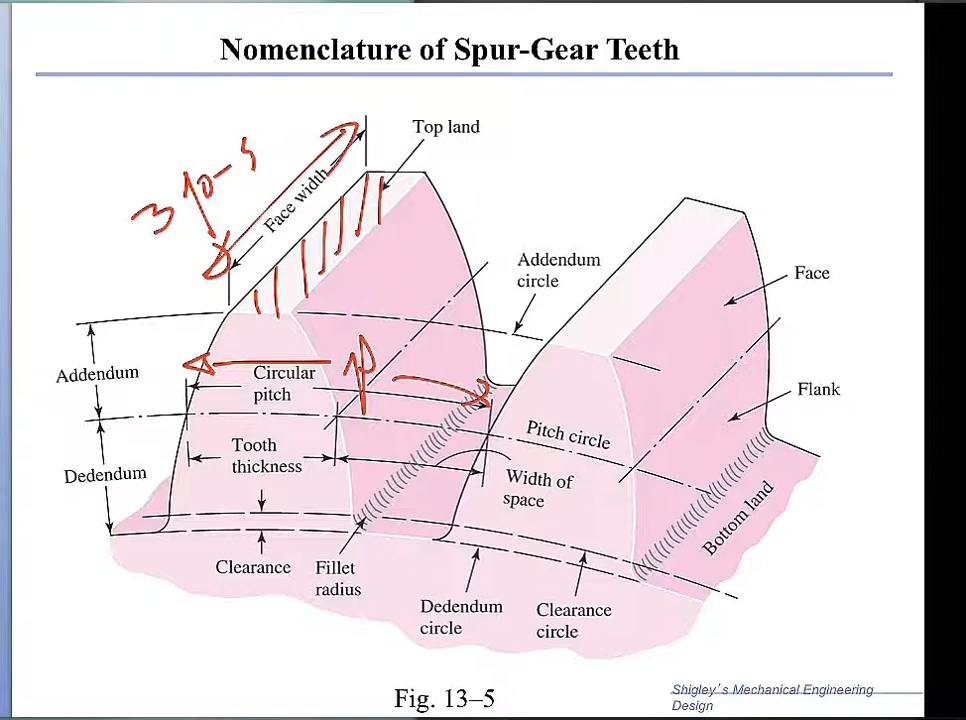 Nomenclature of Spur-Gear Teeth
Top land
Face width
Addendum
circle
Face
Addendum
Circular
pitch
p
Flank
Pitch circle
Dedendum
Tooth
thickness
Width of
space
Bottom land
Clearance
Fillet
radius
Dedendum
circle
Clearance
circle
Fig. 13–5
Shigley’s Mechanical Engineering
Design